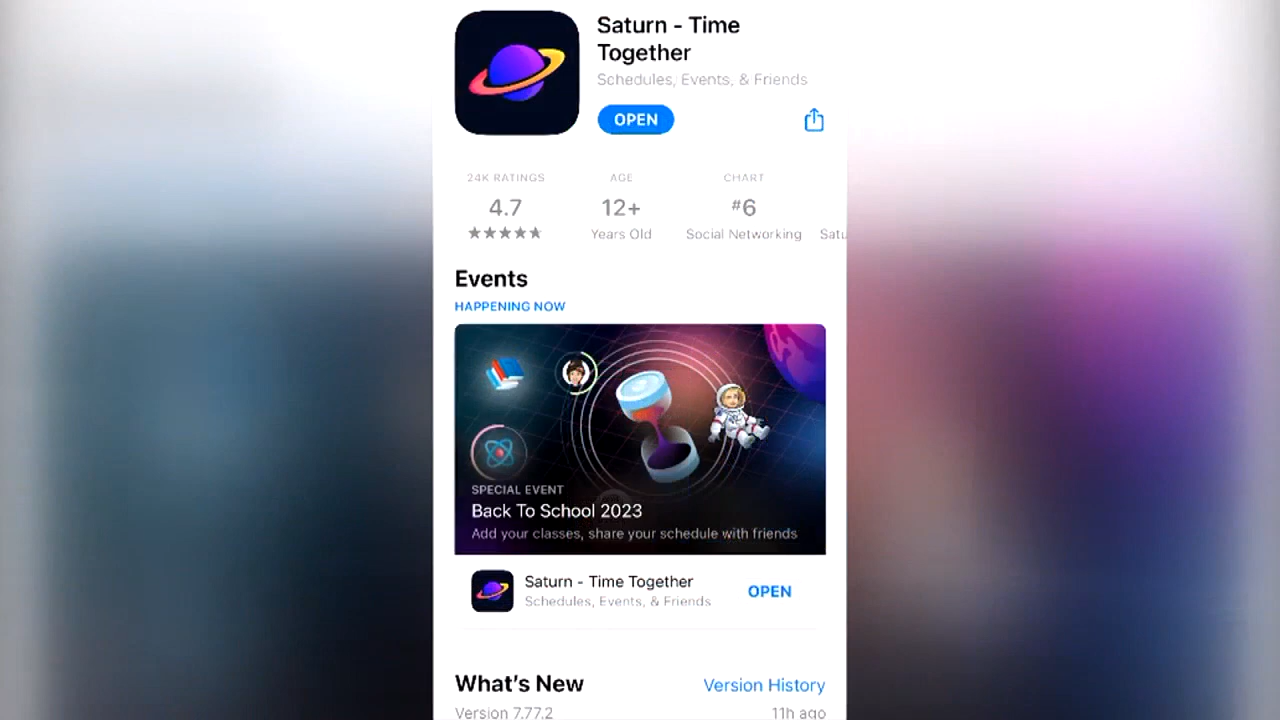 Saturn - Time
Together
Schedules, Events, & Friends
OPEN
24K RATINGS
AGE
CHART
4.7
12+
#6
Years Old
Social Networking
Satu
Events
HAPPENING NOW
SPECIAL EVENT
Back To School 2023
Add your classes, share your schedule with friends
Saturn - Time Together
Schedules, Events, & Friends
OPEN
What's New
Version History
Version 7.77.2
11h ago